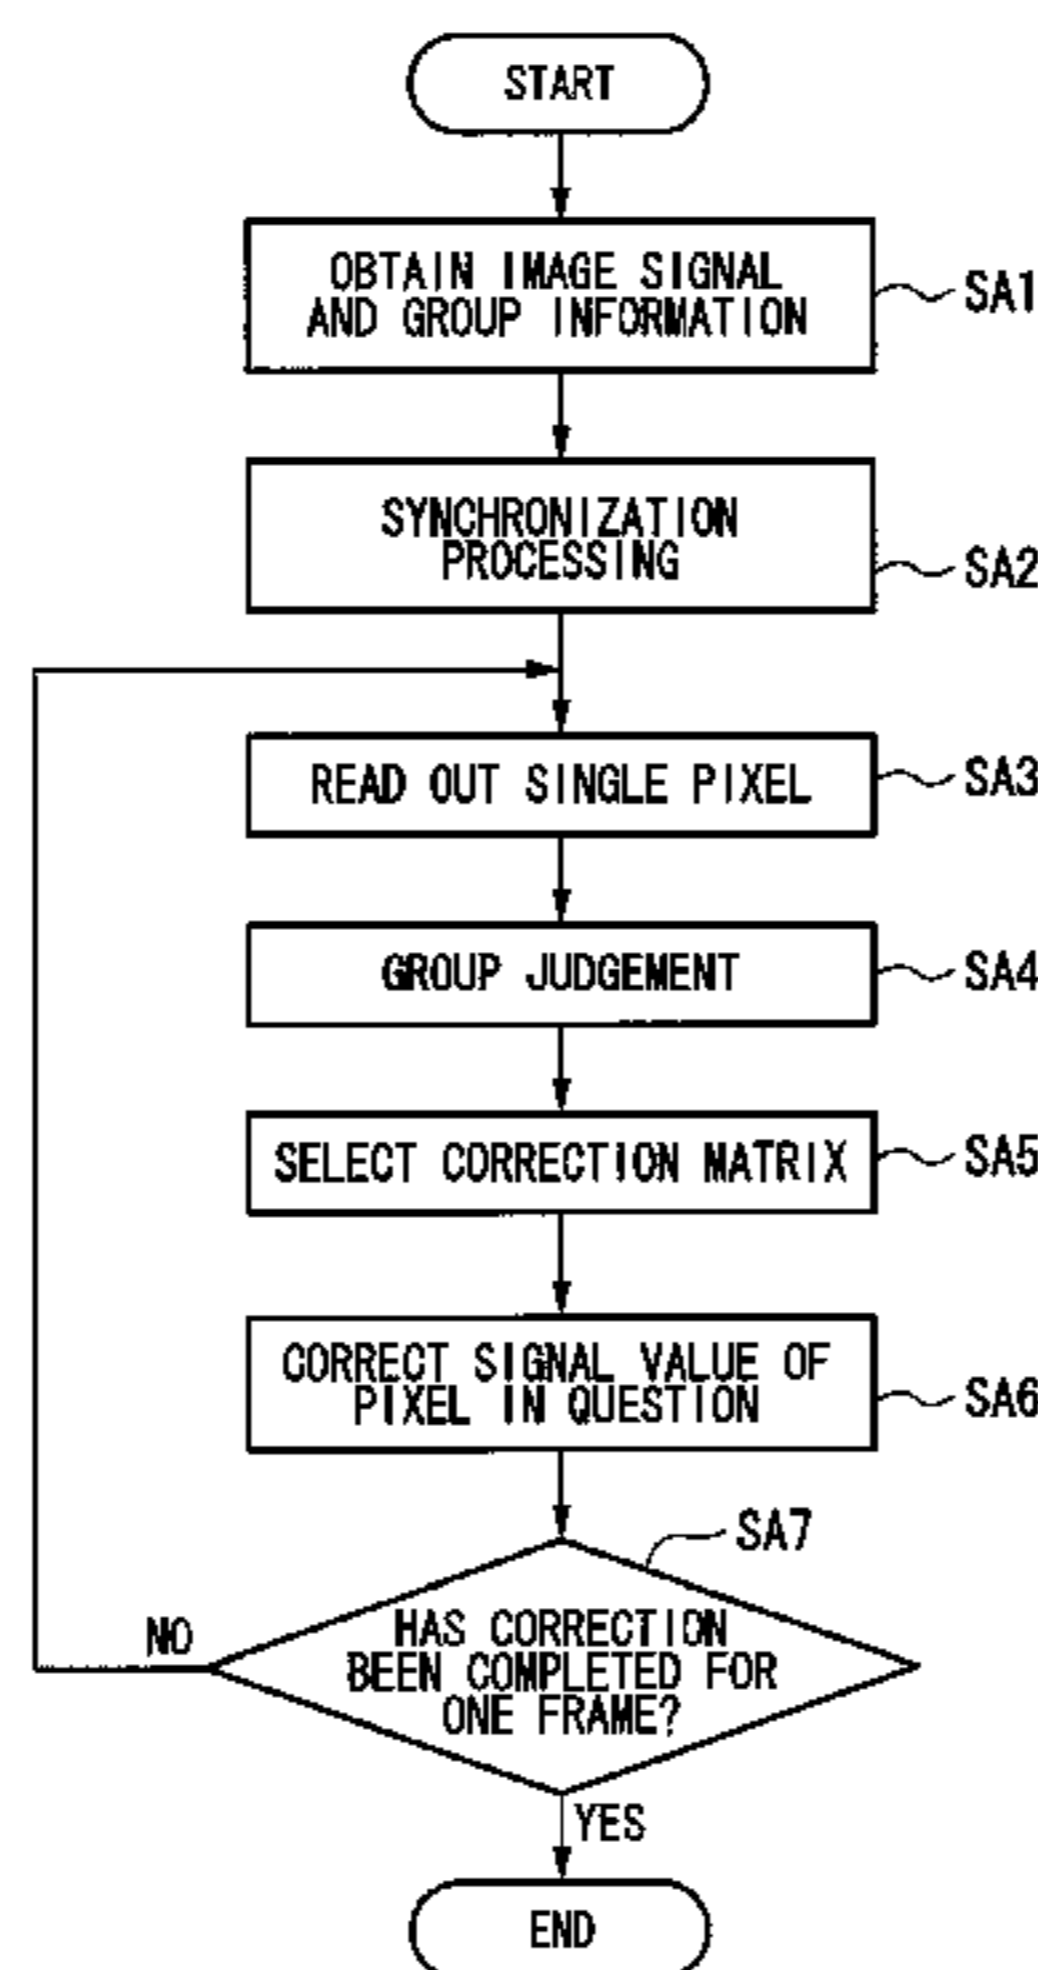 START
OBTAIN IMAGE SIGNAL
AND GROUP INFORMATION
SA1
SYNCHRONIZATION
PROCESSING
SA2
READ OUT SINGLE PIXEL
SA3
GROUP JUDGEMENT
SA4
SELECT CORRECTION MATRIX
SA5
CORRECT SIGNAL VALUE OF
PIXEL IN QUESTION
SA6
SA7
HAS CORRECTION
BEEN COMPLETED FOR
ONE FRAME?
NO
YES
END